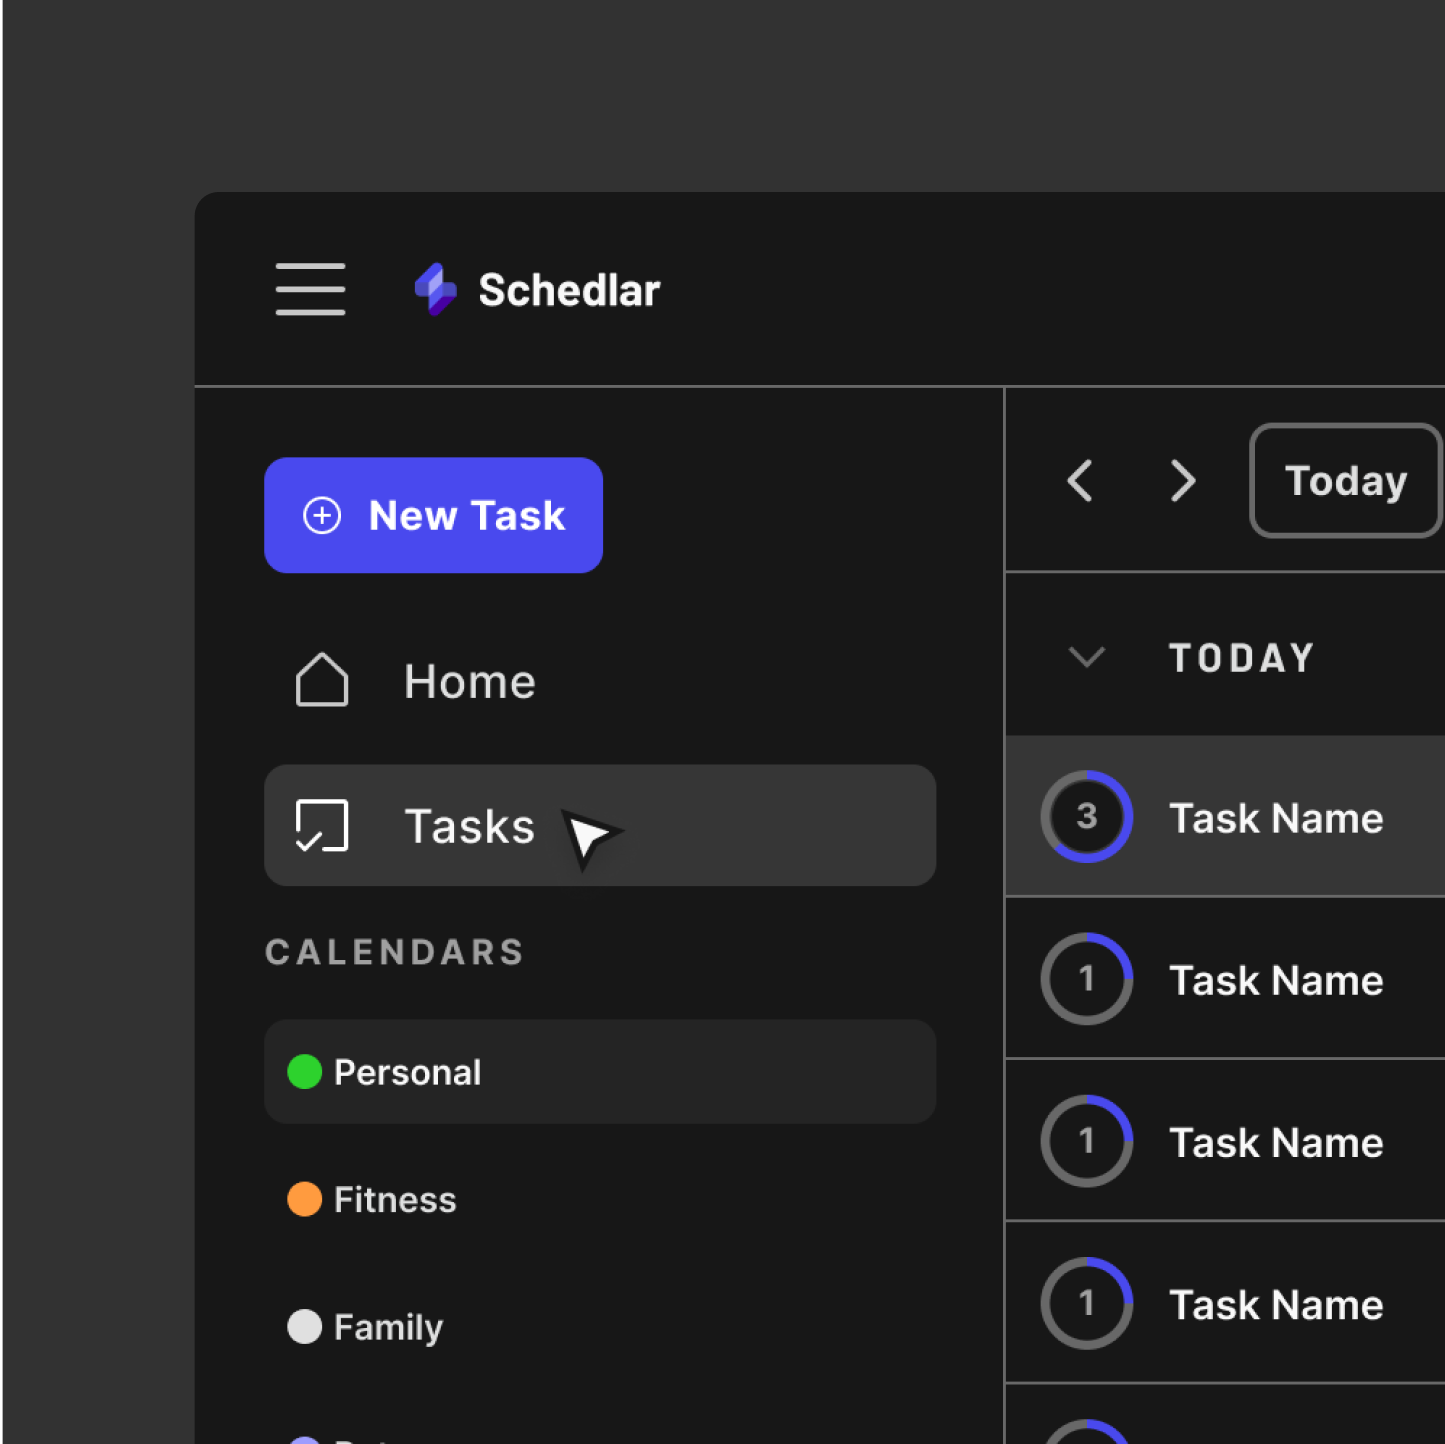 Schedlar
New Task
Home
Tasks
CALENDARS
Personal
Fitness
Family
Today
TODAY
3 Task Name
1 Task Name
1 Task Name
1 Task Name